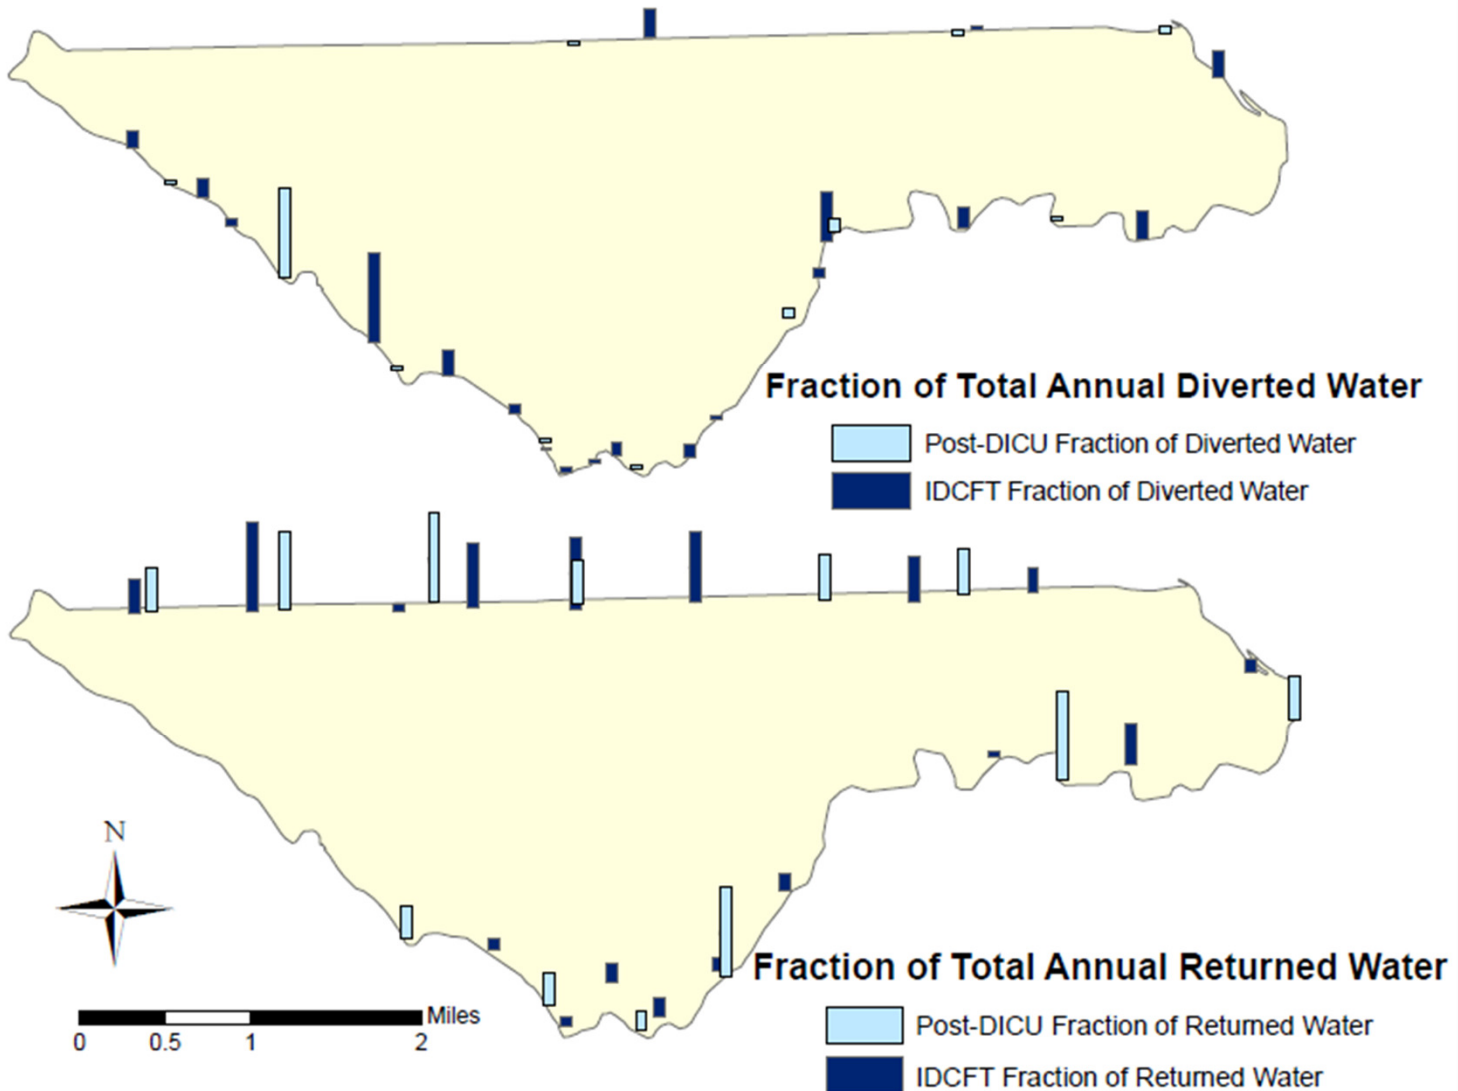 Fraction of Total Annual Diverted Water
Post-DICU Fraction of Diverted Water
IDCFT Fraction of Diverted Water
N
Miles
0 0.5 1 2
Fraction of Total Annual Returned Water
Post-DICU Fraction of Returned Water
IDCFT Fraction of Returned Water